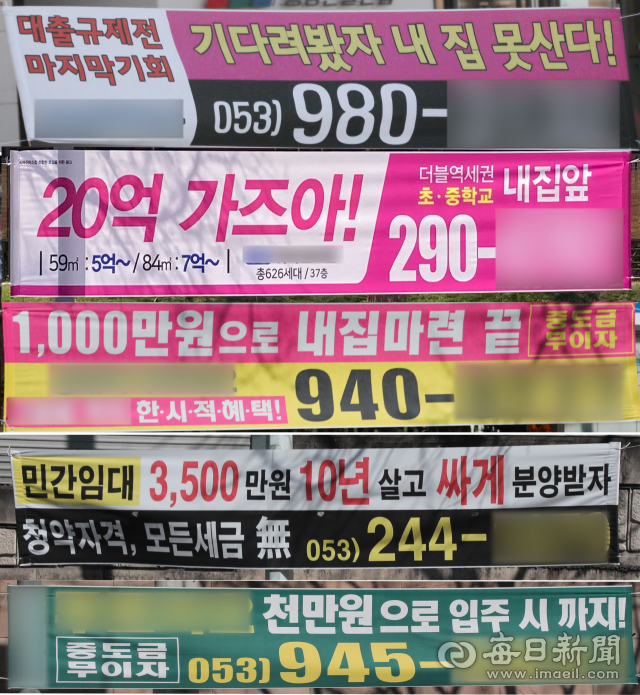 대출규제전
마지막기회
기다려봤자 내 집 못산다!
053) 980-
20억 가즈아!
59㎡ : 5억~ / 84㎡ : 7억~
총626세대 / 37층
더블역세권
초·중학교
내집앞
290-
1,000만원으로 내집마련 끝
중도금
무이자
한·시·적·혜·택!
940-
민간임대 3,500만원 10년 살고 싸게 분양받자
청약자격, 모든세금 無 053) 244-
천만원으로 입주 시 까지!
중도금
무이자
053) 945-
每日新聞
www.imaeil.com